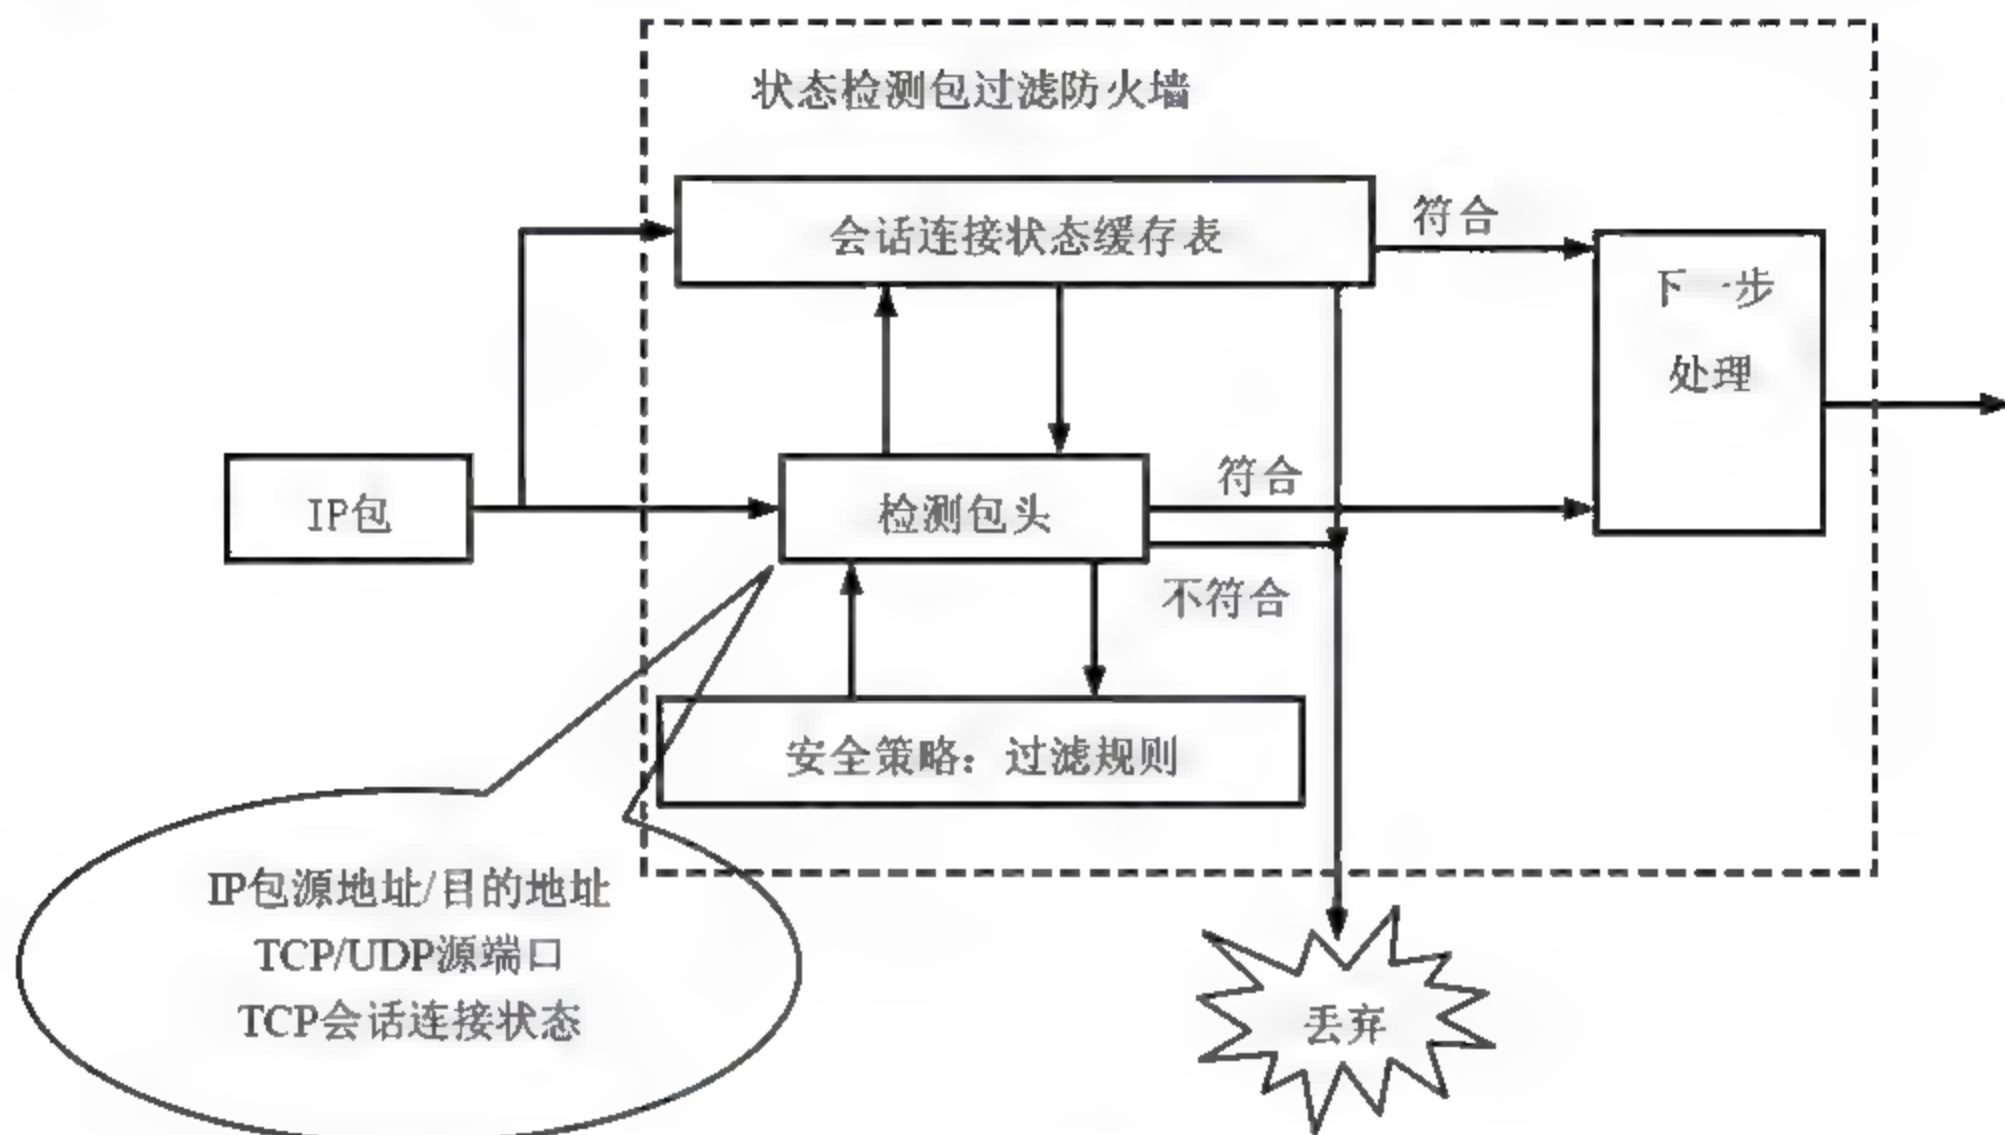 状态检测包过滤防火墙
会话连接状态缓存表
符合
下一步
处理
IP包
检测包头
符合
不符合
安全策略：过滤规则
IP包源地址/目的地址
TCP/UDP源端口
TCP会话连接状态
丢弃